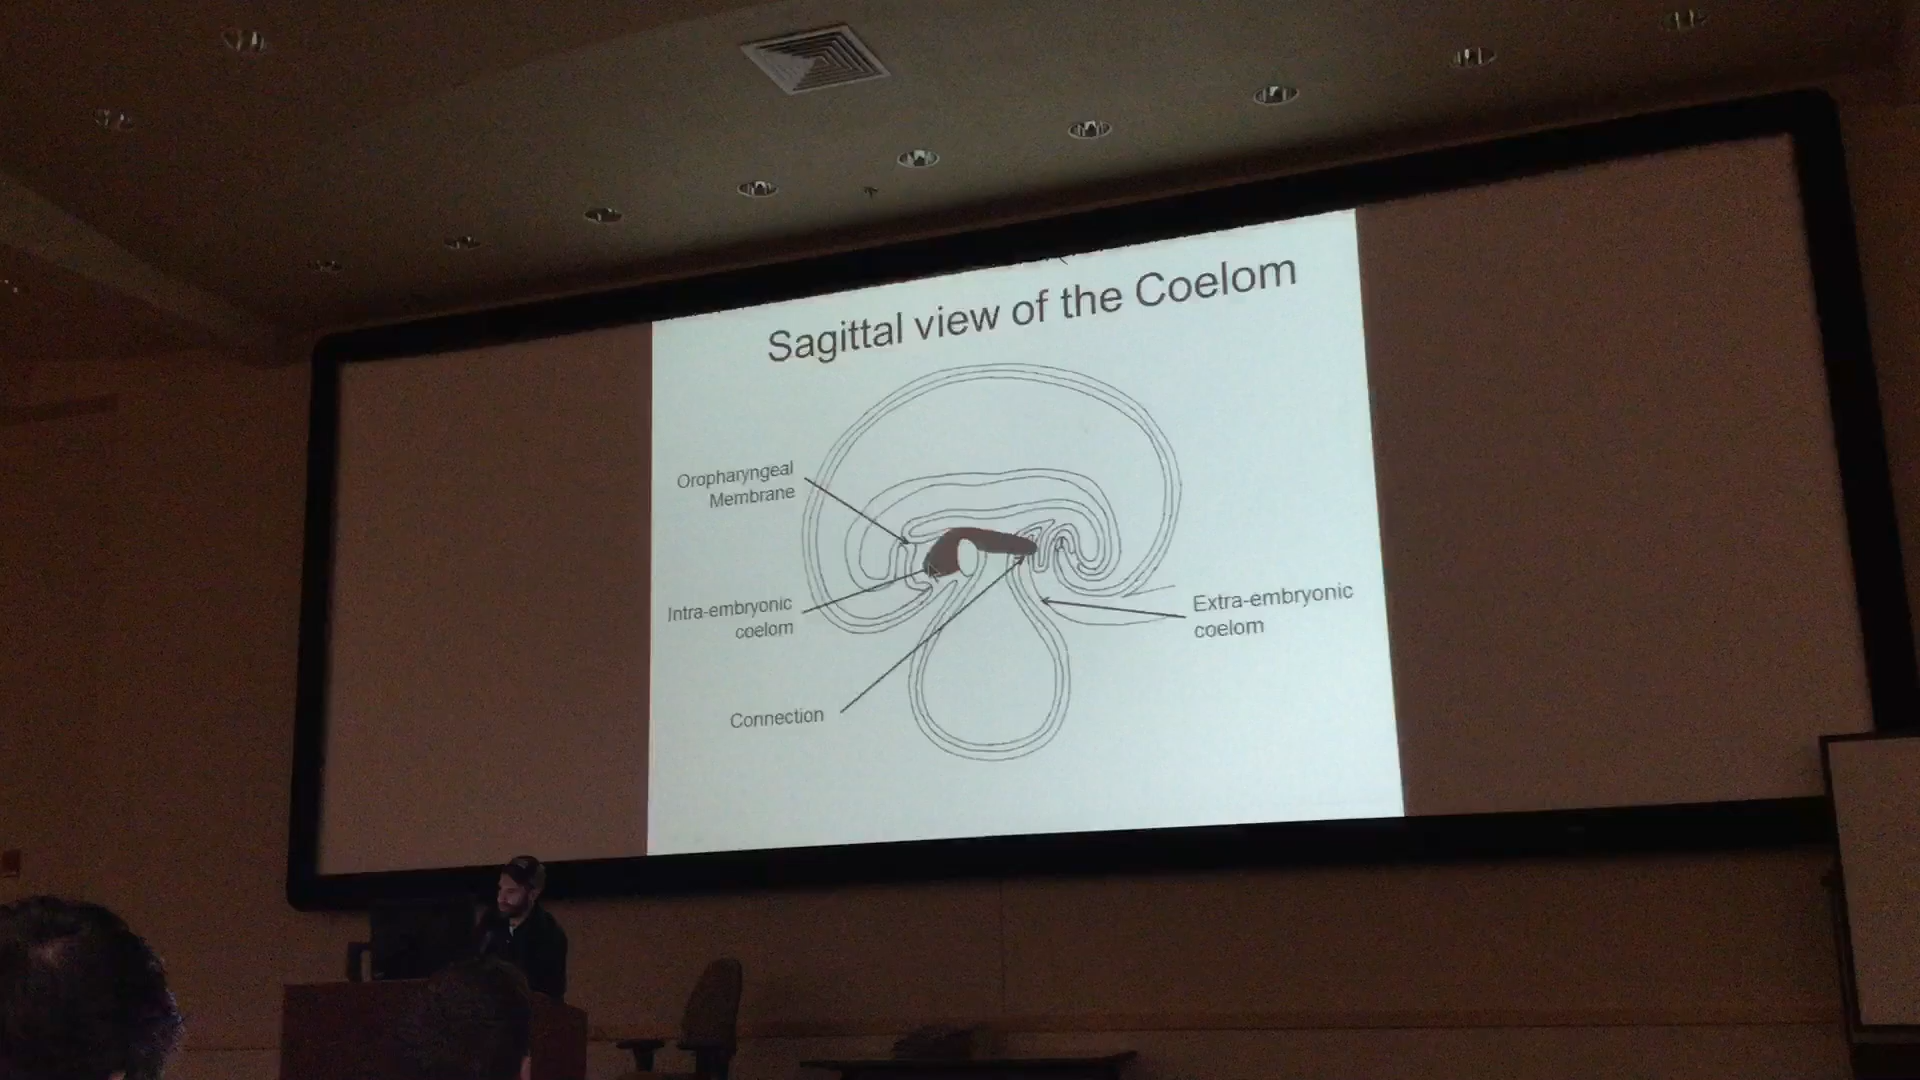 Sagittal view of the Coelom
Oropharyngeal
Membrane
Intra-embryonic
coelom
Connection
Extra-embryonic
coelom